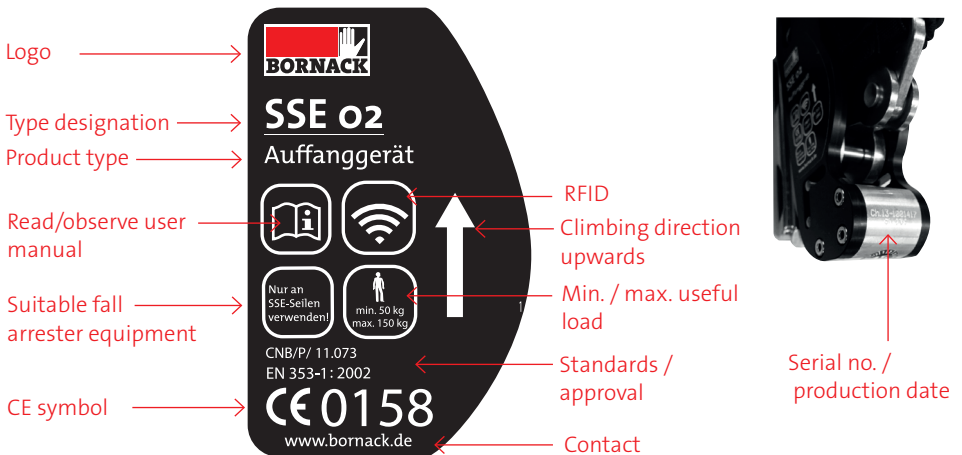 Logo
Type designation
Product type
Read/observe user
manual
Suitable fall
arrester equipment
CE symbol
BORNACK
SSE 02
Auffanggerät
i
Nur an
SSE-Seilen
verwenden!
min. 50 kg
max. 150 kg
1
CNB/P/ 11.073
EN 353-1: 2002
CE 0158
www.bornack.de
RFID
Climbing direction
upwards
Min. / max. useful
load
Standards /
approval
Contact
Serial no. /
production date